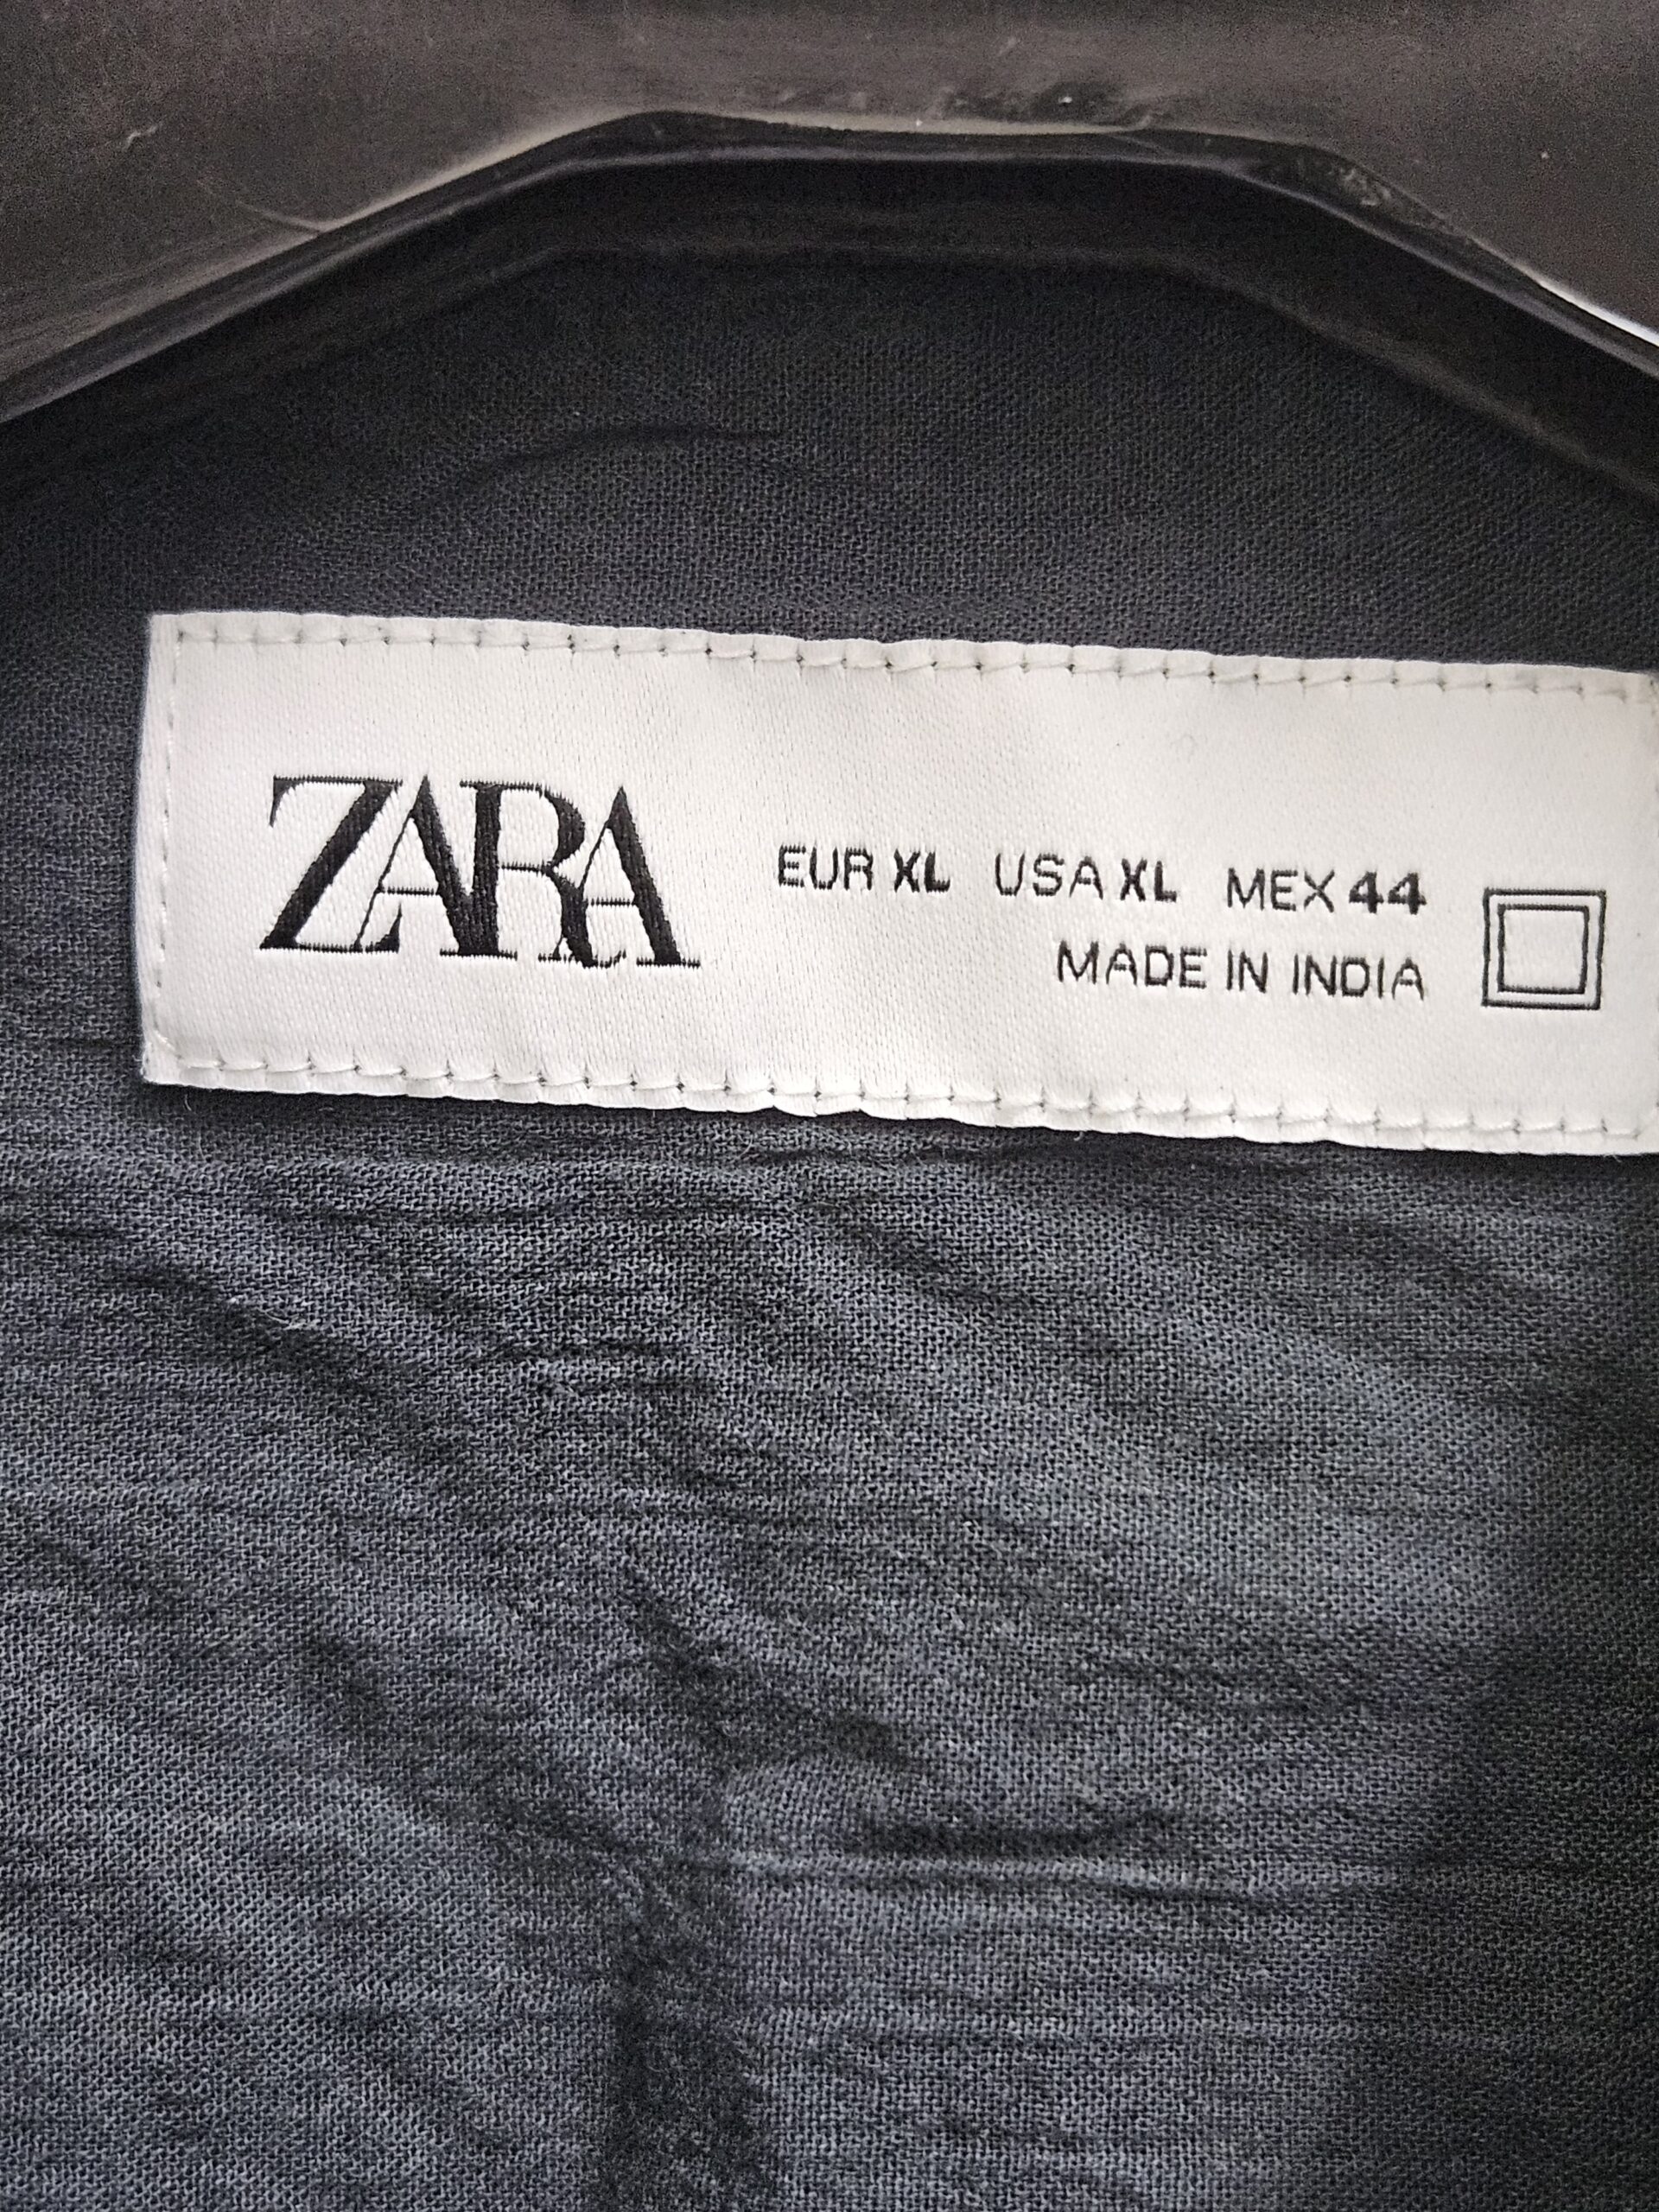 ZARA
EUR XL USA XL MEX 44
MADE IN INDIA